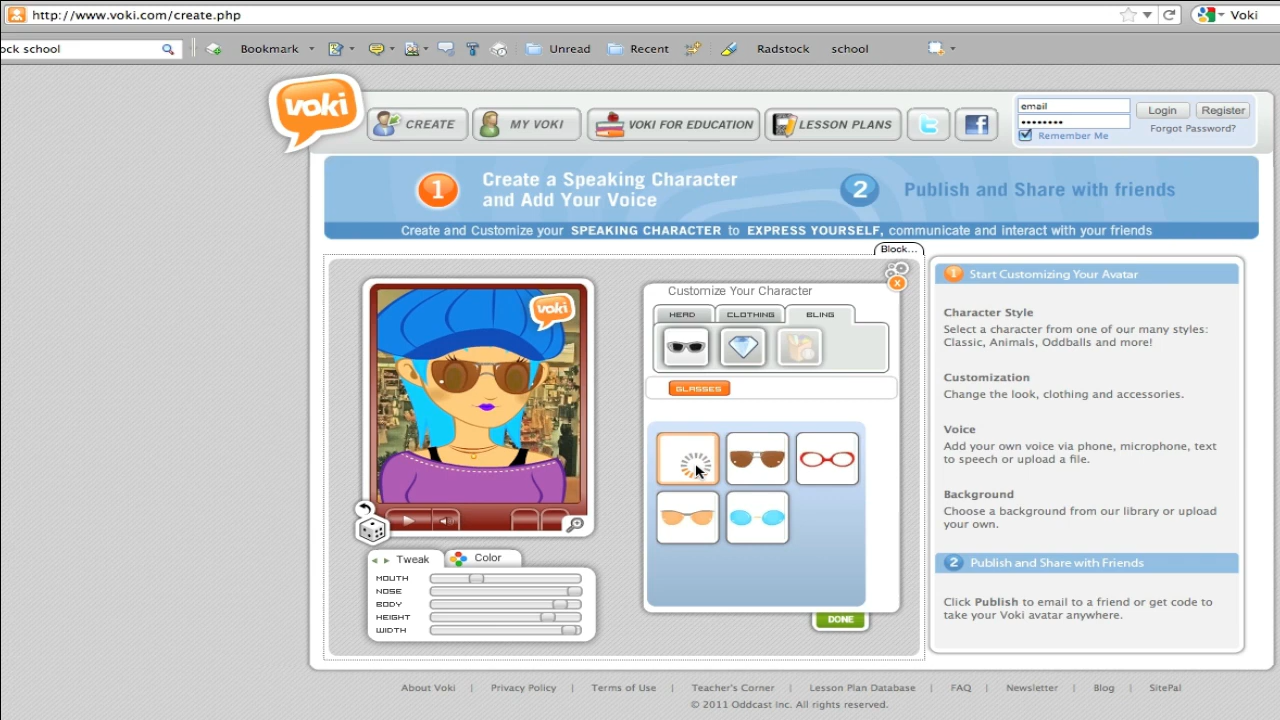 http://www.voki.com/create.php
Voki
ock school
Bookmark
Unread
Recent
Radstock
school
voki
CREATE
MY VOKI
VOKI FOR EDUCATION
LESSON PLANS
email
Login
Register
Remember Me
Forgot Password?
1
Create a Speaking Character
and Add Your Voice
2
Publish and Share with friends
Create and Customize your SPEAKING CHARACTER to EXPRESS YOURSELF, communicate and interact with your friends
Block...
X
voki
Customize Your Character
HEAD
CLOTHING
BLING
GLASSES
DONE
Tweak
Color
MOUTH
NOSE
BODY
HEIGHT
WIDTH
1 Start Customizing Your Avatar
Character Style
Select a character from one of our many styles:
Classic, Animals, Oddballs and more!
Customization
Change the look, clothing and accessories.
Voice
Add your own voice via phone, microphone, text
to speech or upload a file.
Background
Choose a background from our library or upload
your own.
2 Publish and Share with Friends
Click Publish to email to a friend or get code to
take your Voki avatar anywhere.
About Voki | Privacy Policy | Terms of Use | Teacher's Corner | Lesson Plan Database | FAQ | Newsletter | Blog | SitePal
© 2011 Oddcast Inc. All rights reserved.